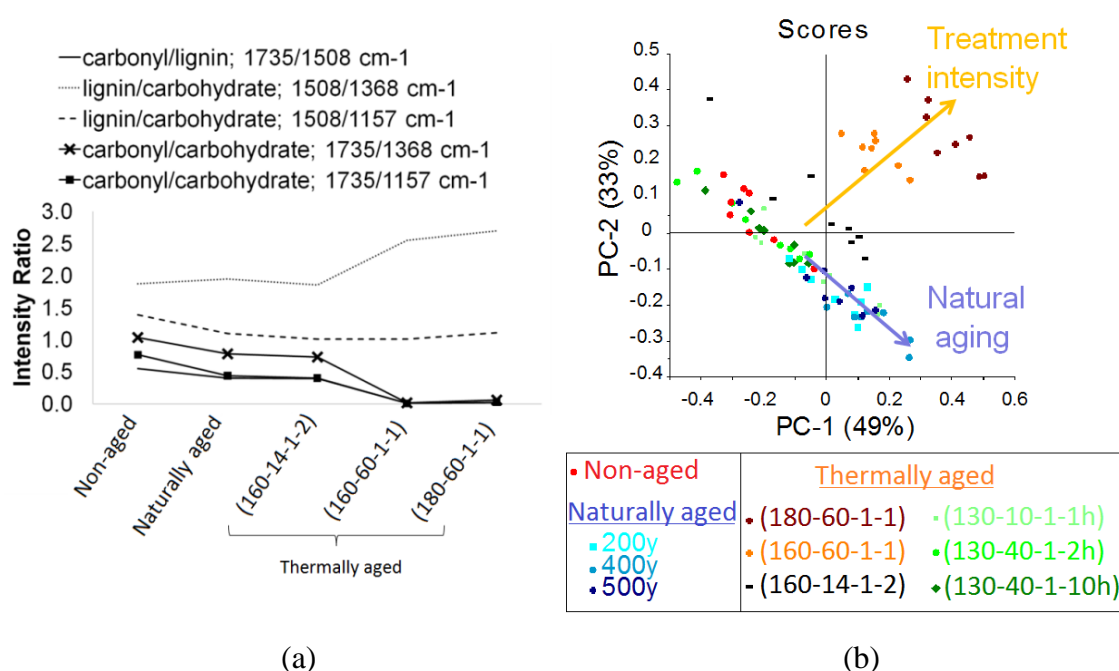 carbonyl/lignin; 1735/1508 cm-1
lignin/carbohydrate; 1508/1368 cm-1
lignin/carbohydrate; 1508/1157 cm-1
carbonyl/carbohydrate; 1735/1368 cm-1
carbonyl/carbohydrate; 1735/1157 cm-1
Intensity Ratio
3.0
2.5
2.0
1.5
1.0
0.5
0.0
Non-aged
Naturally aged
(160-14-1-2)
(160-60-1-1)
(180-60-1-1)
Thermally aged
(a)
Scores
Treatment
intensity
Natural
aging
PC-2 (33%)
0.5
0.4
0.3
0.2
0.1
0
-0.1
-0.2
-0.3
-0.4
-0.4
-0.2
0
0.2
0.4
0.6
PC-1 (49%)
Non-aged
Naturally aged
200y
400y
500y
Thermally aged
(180-60-1-1)
(160-60-1-1)
(160-14-1-2)
(130-10-1-1h)
(130-40-1-2h)
(130-40-1-10h)
(b)